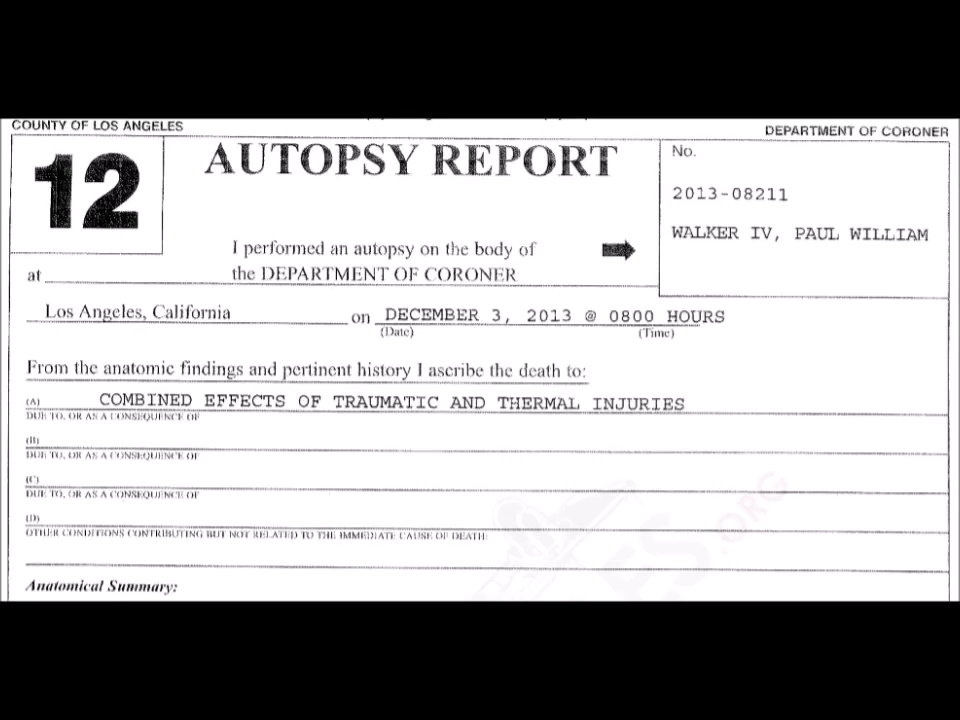 COUNTY OF LOS ANGELES
DEPARTMENT OF CORONER
12
AUTOPSY REPORT
No.
2013-08211
WALKER IV, PAUL WILLIAM
I performed an autopsy on the body of
at the DEPARTMENT OF CORONER
Los Angeles, California on DECEMBER 3, 2013 @ 0800 HOURS
(Date) (Time)
From the anatomic findings and pertinent history I ascribe the death to:
(A) COMBINED EFFECTS OF TRAUMATIC AND THERMAL INJURIES
DUE TO, OR AS A CONSEQUENCE OF
(B)
DUE TO, OR AS A CONSEQUENCE OF
(C)
DUE TO, OR AS A CONSEQUENCE OF
(D)
OTHER CONDITIONS CONTRIBUTING BUT NOT RELATED TO THE IMMEDIATE CAUSE OF DEATH:
Anatomical Summary:
ES.ORG